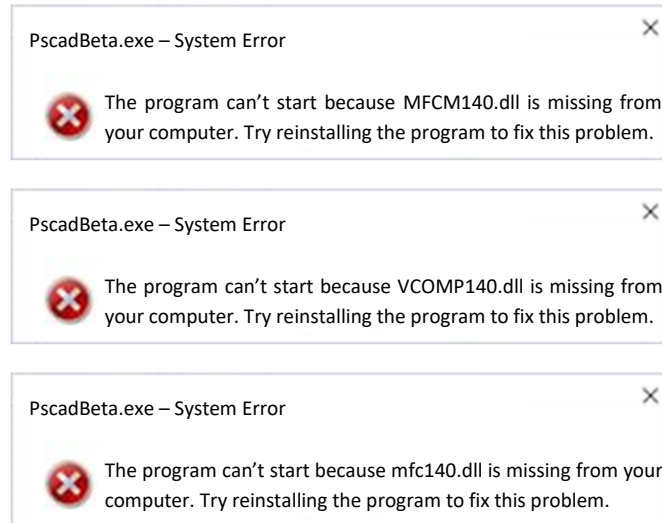 PscadBeta.exe – System Error
The program can’t start because MFCM140.dll is missing from
your computer. Try reinstalling the program to fix this problem.
PscadBeta.exe – System Error
The program can’t start because VCOMP140.dll is missing from
your computer. Try reinstalling the program to fix this problem.
PscadBeta.exe – System Error
The program can’t start because mfc140.dll is missing from your
computer. Try reinstalling the program to fix this problem.